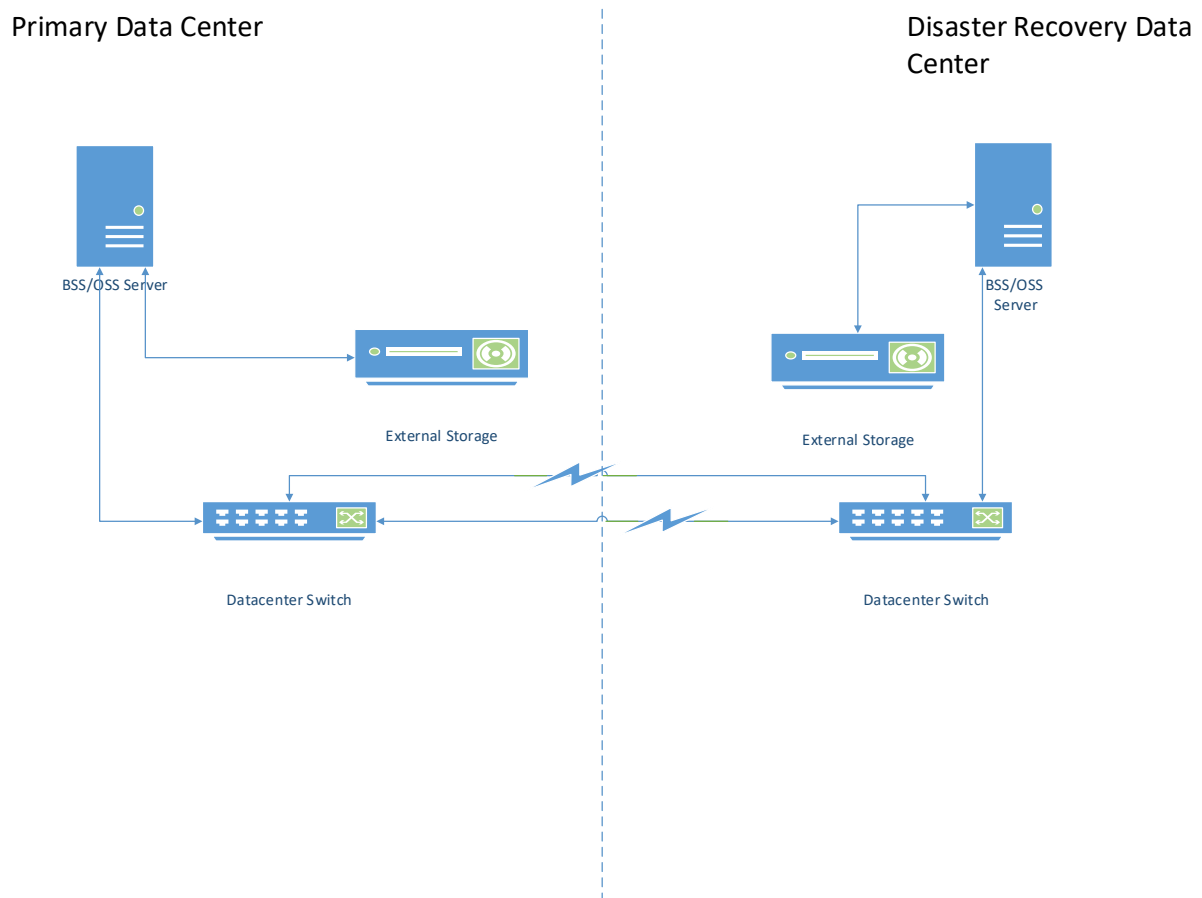 Primary Data Center
Disaster Recovery Data
Center
BSS/OSS Server
BSS/OSS
Server
External Storage
External Storage
Datacenter Switch
Datacenter Switch